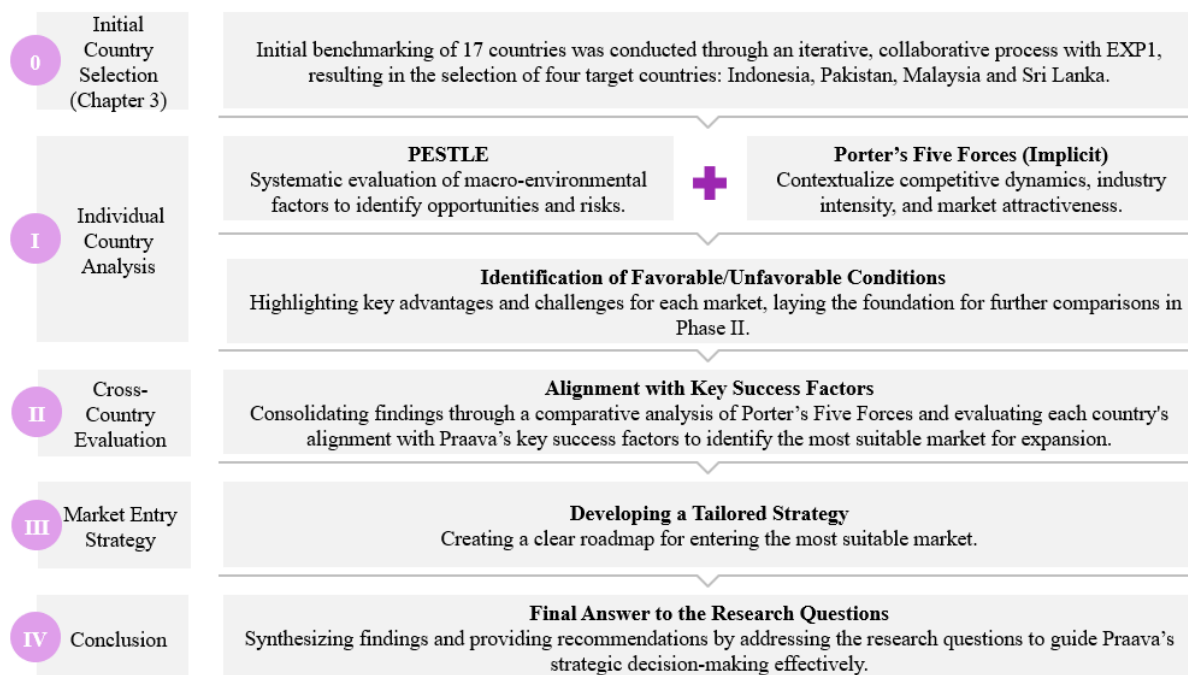 0
Initial
Country
Selection
(Chapter 3)
Initial benchmarking of 17 countries was conducted through an iterative, collaborative process with EXP1,
resulting in the selection of four target countries: Indonesia, Pakistan, Malaysia and Sri Lanka.
I
Individual
Country
Analysis
PESTLE
Systematic evaluation of macro-environmental
factors to identify opportunities and risks.
Porter’s Five Forces (Implicit)
Contextualize competitive dynamics, industry
intensity, and market attractiveness.
Identification of Favorable/Unfavorable Conditions
Highlighting key advantages and challenges for each market, laying the foundation for further comparisons in
Phase II.
II
Cross-
Country
Evaluation
Alignment with Key Success Factors
Consolidating findings through a comparative analysis of Porter’s Five Forces and evaluating each country's
alignment with Praava’s key success factors to identify the most suitable market for expansion.
III
Market Entry
Strategy
Developing a Tailored Strategy
Creating a clear roadmap for entering the most suitable market.
IV
Conclusion
Final Answer to the Research Questions
Synthesizing findings and providing recommendations by addressing the research questions to guide Praava’s
strategic decision-making effectively.